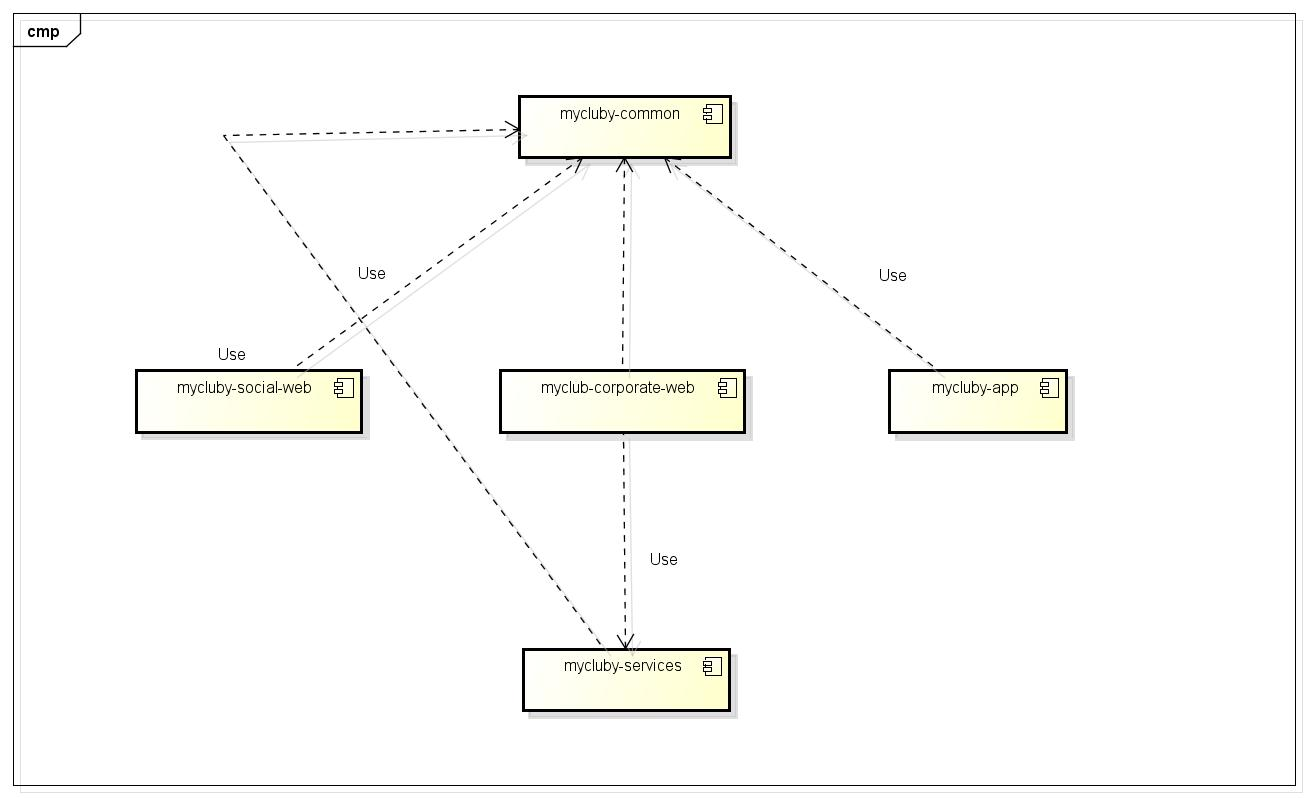 cmp
mycluby-common
Use
Use
Use
mycluby-social-web
myclub-corporate-web
mycluby-app
Use
mycluby-services